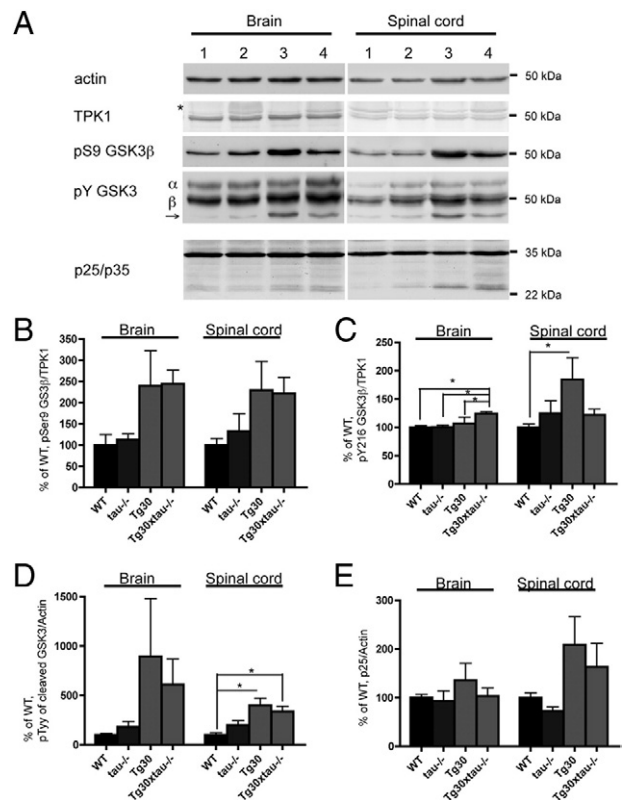 A
Brain Spinal cord
1 2 3 4 1 2 3 4
actin 50 kDa
* TPK1 50 kDa
pS9 GSK3β 50 kDa
α
pY GSK3 β 50 kDa
→
35 kDa
p25/p35
22 kDa
B
Brain Spinal cord
% of WT, pSer9 GS3β/TPK1
350
300
250
200
150
100
50
0
WT tau-/- Tg30 Tg30xtau-/- WT tau-/- Tg30 Tg30xtau-/-
C
Brain Spinal cord
% of WT,
pY216 GSK3β/TPK1
250
200
150
100
50
0
* * * *
WT tau-/- Tg30 Tg30xtau-/- WT tau-/- Tg30 Tg30xtau-/-
D
Brain Spinal cord
% of WT,
pTyy of cleaved GSK3/Actin
1500
1000
500
0
* *
WT tau-/- Tg30 Tg30xtau-/- WT tau-/- Tg30 Tg30xtau-/-
E
Brain Spinal cord
% of WT, p25/Actin
300
200
100
0
WT tau-/- Tg30 Tg30xtau-/- WT tau-/- Tg30 Tg30xtau-/-